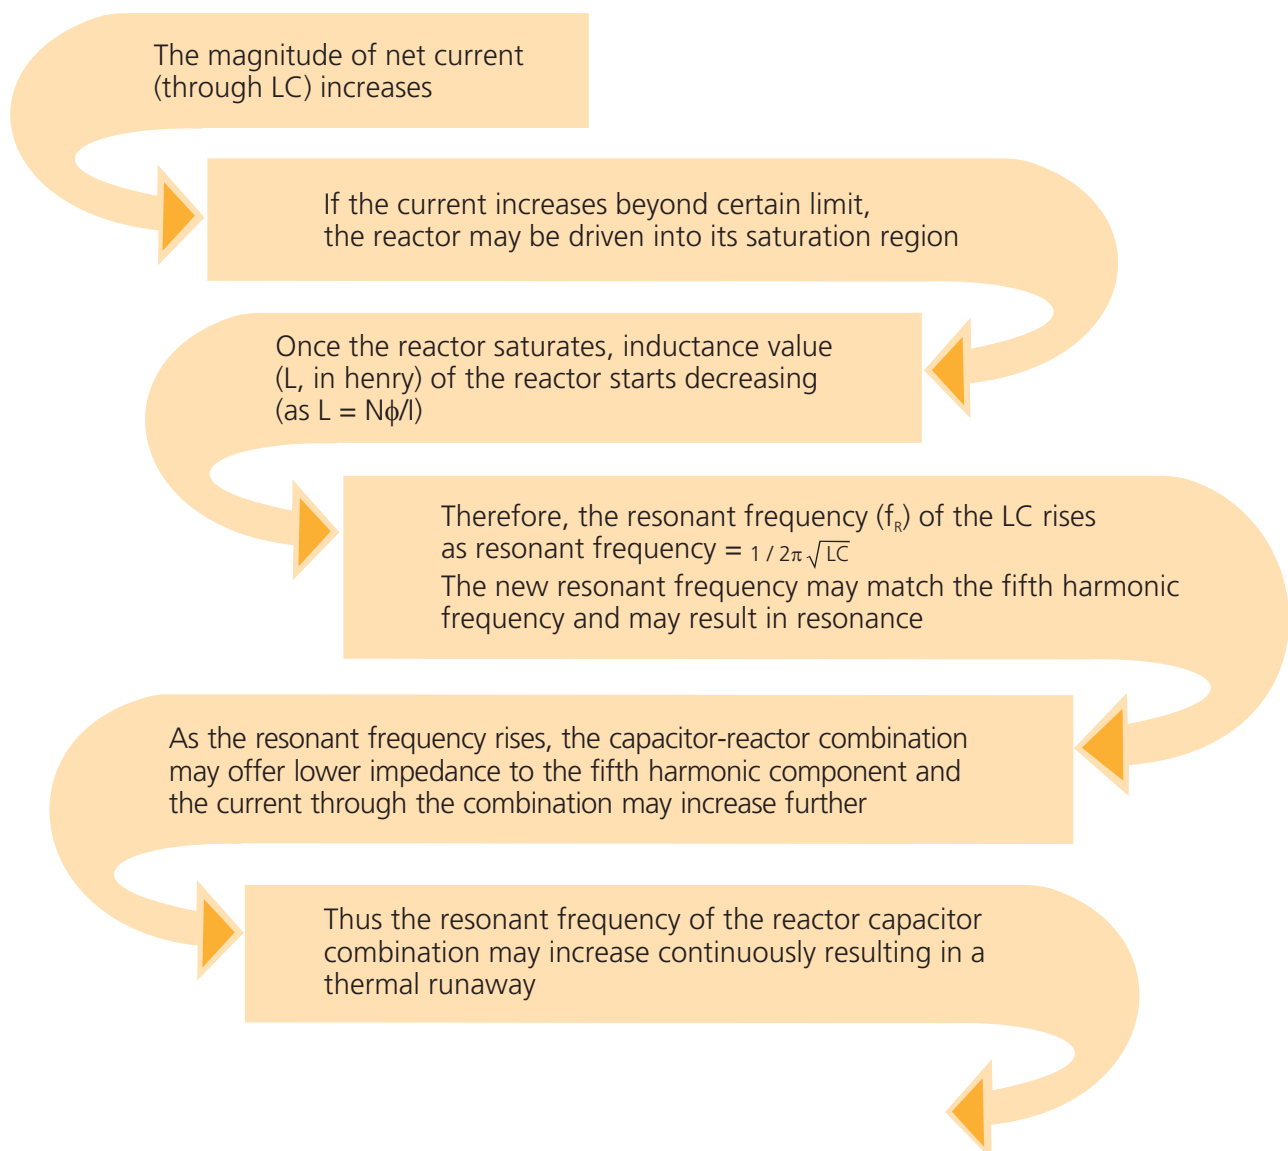 The magnitude of net current
(through LC) increases
If the current increases beyond certain limit,
the reactor may be driven into its saturation region
Once the reactor saturates, inductance value
(L, in henry) of the reactor starts decreasing
(as L = Nϕ/I)
Therefore, the resonant frequency (f_R) of the LC rises
as resonant frequency = 1 / 2π√LC
The new resonant frequency may match the fifth harmonic
frequency and may result in resonance
As the resonant frequency rises, the capacitor-reactor combination
may offer lower impedance to the fifth harmonic component and
the current through the combination may increase further
Thus the resonant frequency of the reactor capacitor
combination may increase continuously resulting in a
thermal runaway